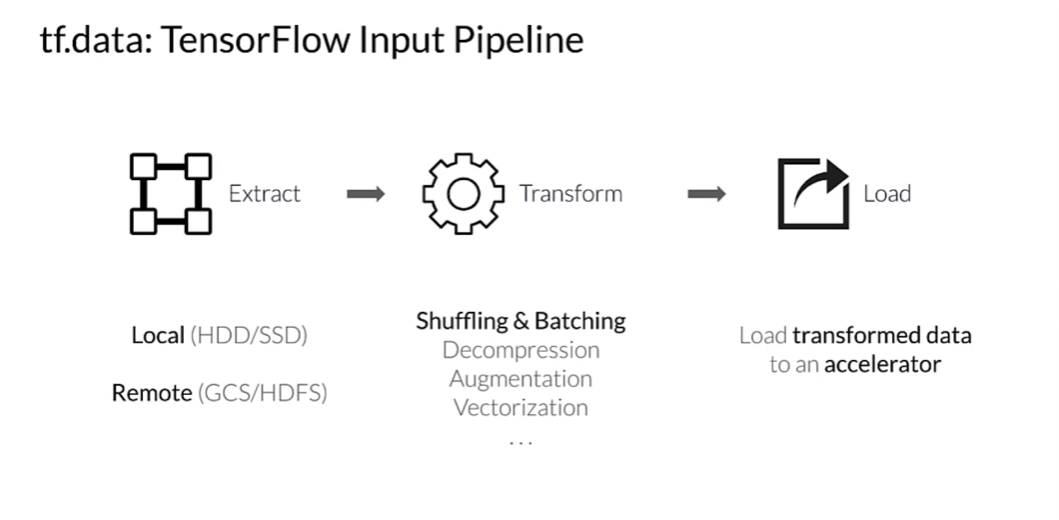 tf.data: TensorFlow Input Pipeline
Extract
Transform
Load
Local (HDD/SSD)
Remote (GCS/HDFS)
Shuffling & Batching
Decompression
Augmentation
Vectorization
...
Load transformed data
to an accelerator